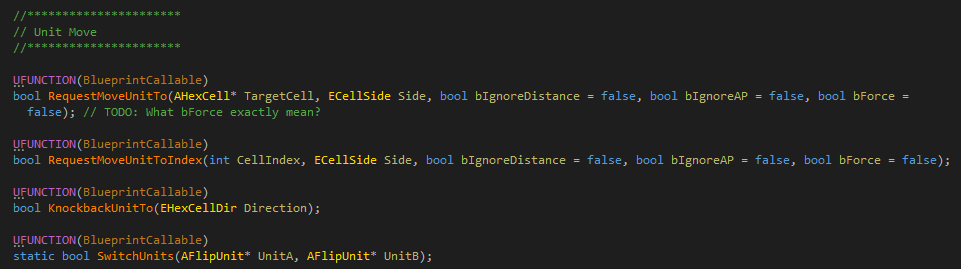 //**********************
// Unit Move
//**********************
UFUNCTION(BlueprintCallable)
bool RequestMoveUnitTo(AHexCell* TargetCell, ECellSide Side, bool bIgnoreDistance = false, bool bIgnoreAP = false, bool bForce =
false); // TODO: What bForce exactly mean?
UFUNCTION(BlueprintCallable)
bool RequestMoveUnitToIndex(int CellIndex, ECellSide Side, bool bIgnoreDistance = false, bool bIgnoreAP = false, bool bForce = false);
UFUNCTION(BlueprintCallable)
bool KnockbackUnitTo(EHexCellDir Direction);
UFUNCTION(BlueprintCallable)
static bool SwitchUnits(AFlipUnit* UnitA, AFlipUnit* UnitB);